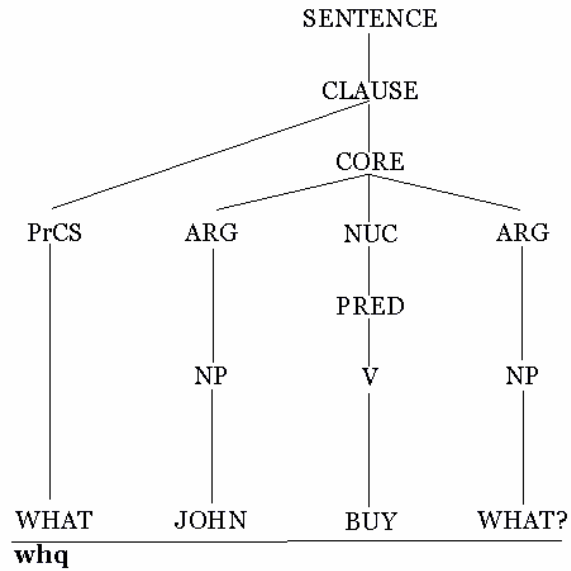 SENTENCE
CLAUSE
CORE
PrCS ARG NUC ARG
PRED
NP V NP
WHAT JOHN BUY WHAT?
whq